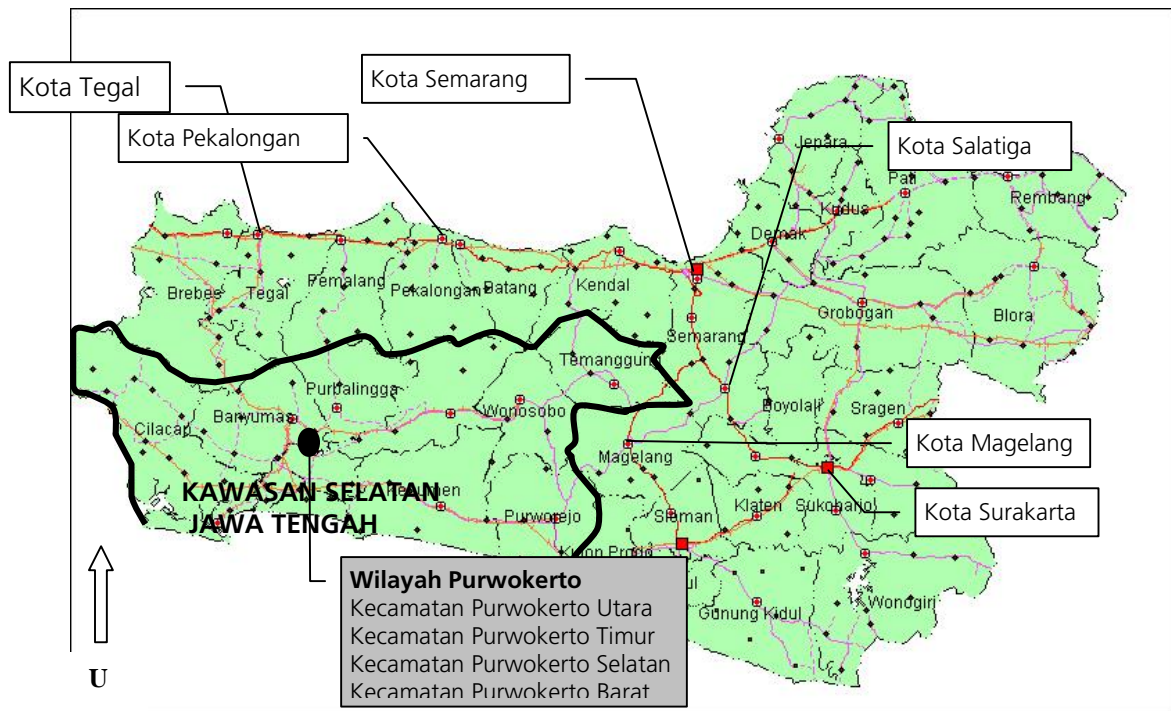 Kota Tegal
Kota Semarang
Kota Pekalongan
Kota Salatiga
Jepara
Pati
Kudus
Rembang
Demak
Brebes
Tegal
Pemalang
Pekalongan
Batang
Kendal
Grobogan
Blora
Semarang
Temanggung
Purbalingga
Banyumas
Wonosobo
Boyolali
Sragen
Cilacap
Magelang
Kota Magelang
KAWASAN SELATAN
JAWA TENGAH
Kebumen
Purworejo
Sleman
Klaten
Sukoharjo
Kota Surakarta
Kulon Progo
Wilayah Purwokerto
Kecamatan Purwokerto Utara
Kecamatan Purwokerto Timur
Kecamatan Purwokerto Selatan
Kecamatan Purwokerto Barat
Gunung Kidul
Wonogiri
U